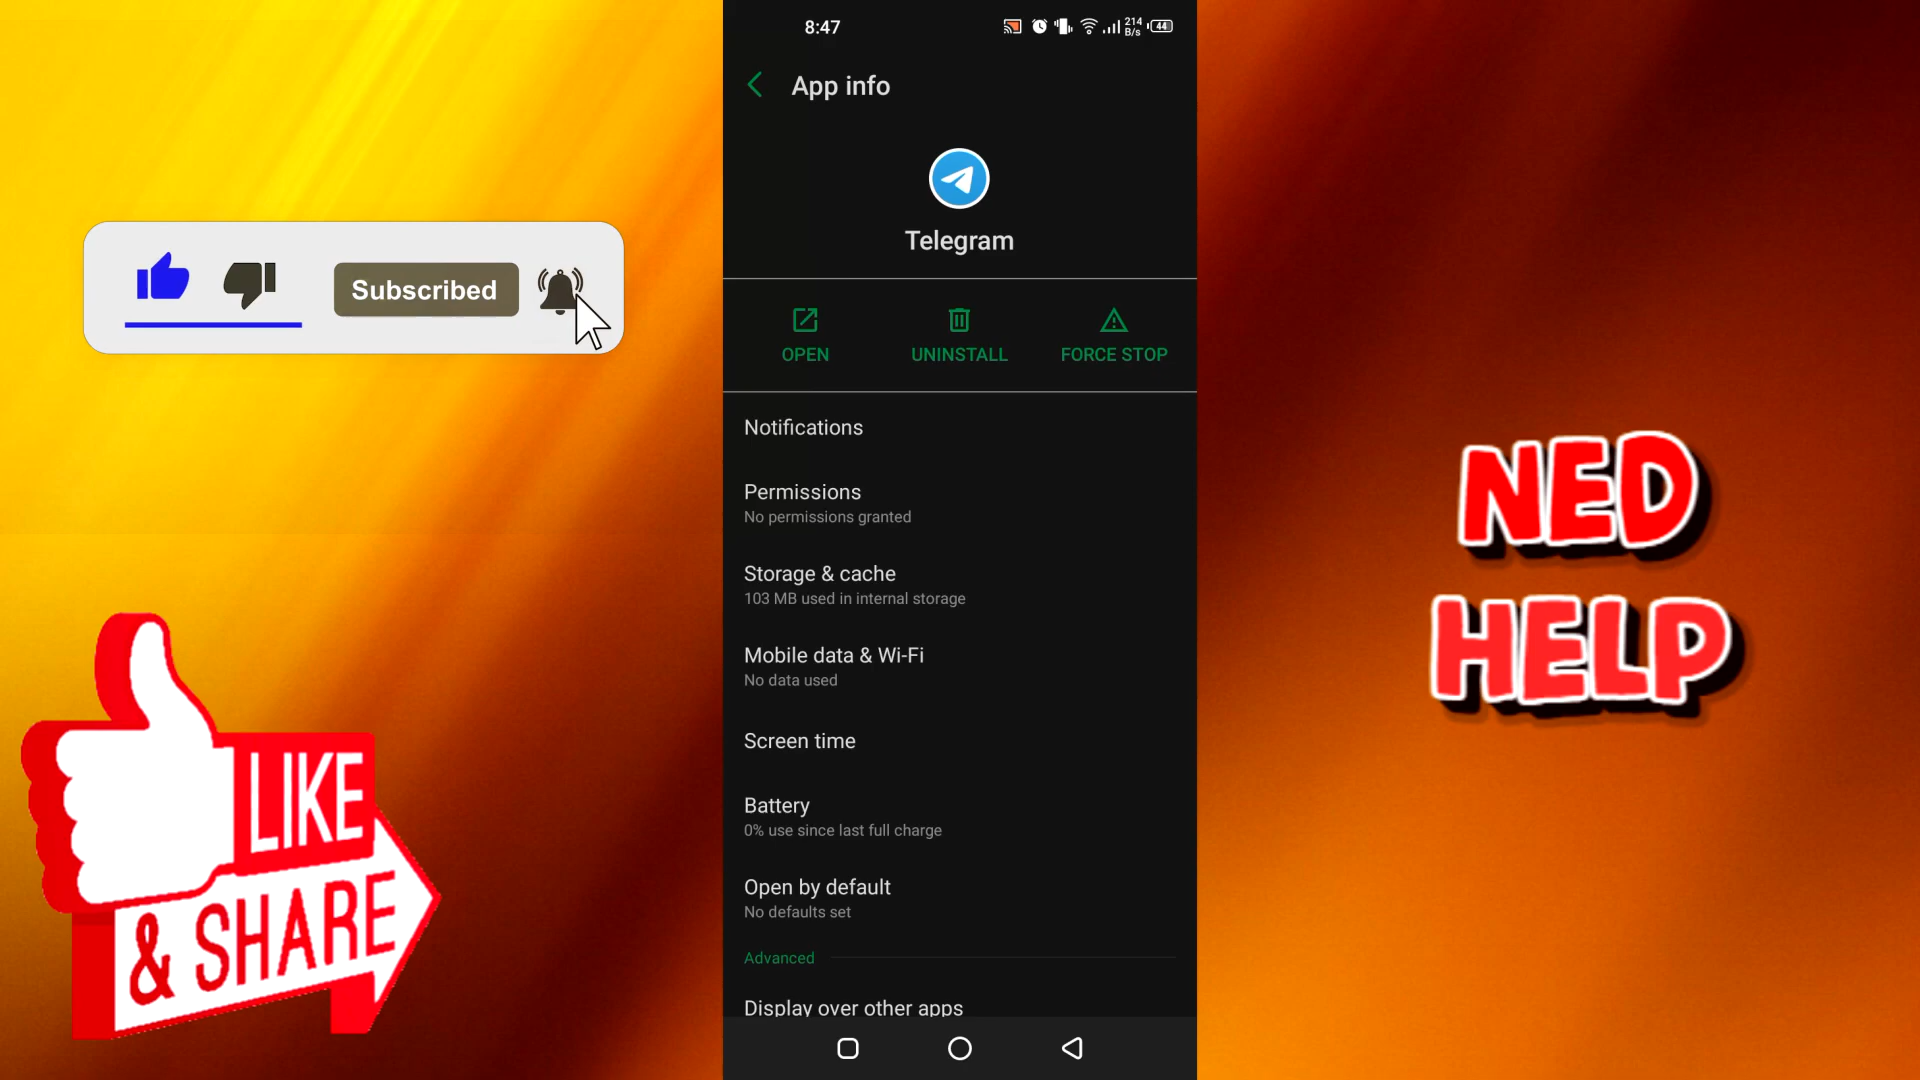 8:47
214
B/s
44
App info
Telegram
OPEN
UNINSTALL
FORCE STOP
Notifications
Permissions
No permissions granted
Storage & cache
103 MB used in internal storage
Mobile data & Wi-Fi
No data used
Screen time
Battery
0% use since last full charge
Open by default
No defaults set
Advanced
Display over other apps
Subscribed
LIKE
& SHARE
NED
HELP